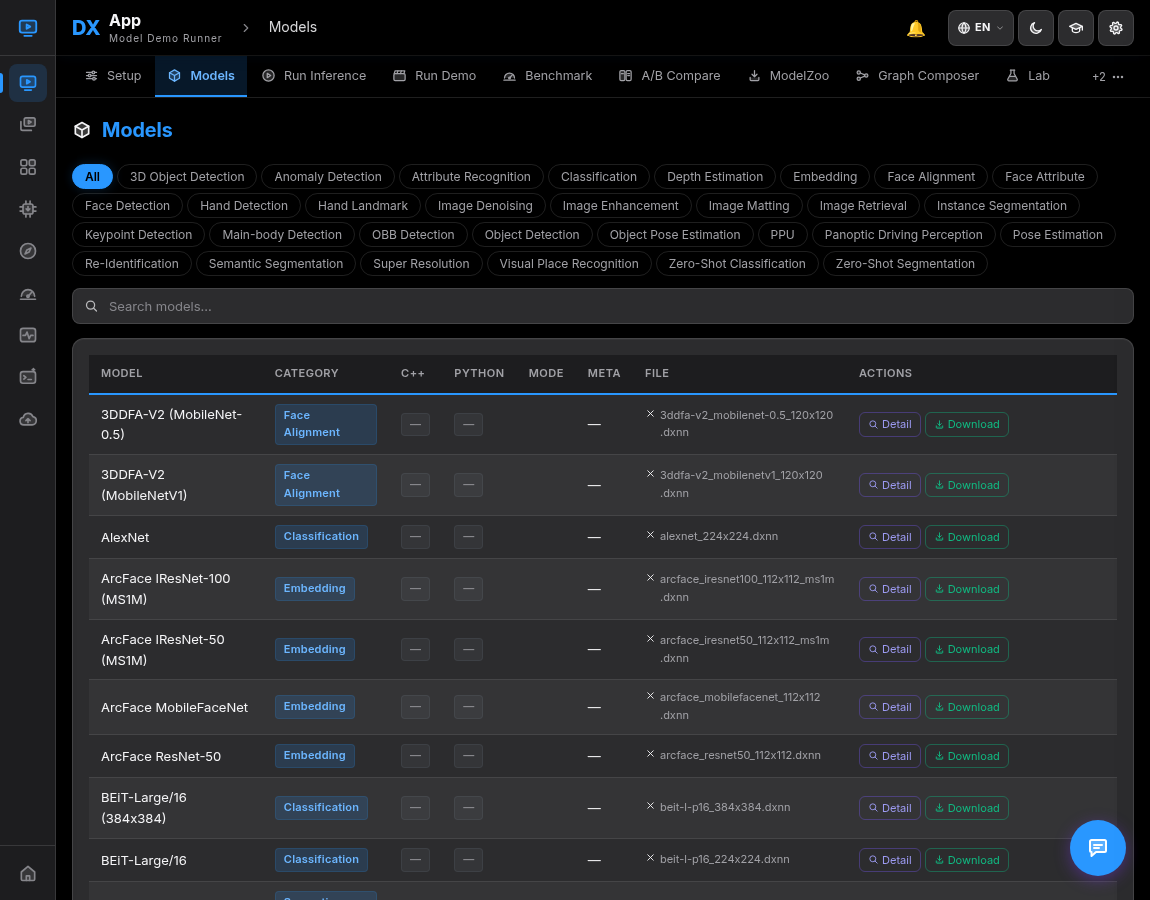 DX App
Model Demo Runner
Models
EN
Setup
Models
Run Inference
Run Demo
Benchmark
A/B Compare
ModelZoo
Graph Composer
Lab
+2
Models
All
3D Object Detection
Anomaly Detection
Attribute Recognition
Classification
Depth Estimation
Embedding
Face Alignment
Face Attribute
Face Detection
Hand Detection
Hand Landmark
Image Denoising
Image Enhancement
Image Matting
Image Retrieval
Instance Segmentation
Keypoint Detection
Main-body Detection
OBB Detection
Object Detection
Object Pose Estimation
PPU
Panoptic Driving Perception
Pose Estimation
Re-Identification
Semantic Segmentation
Super Resolution
Visual Place Recognition
Zero-Shot Classification
Zero-Shot Segmentation
Search models...
MODEL CATEGORY C++ PYTHON MODE META FILE ACTIONS
3DDFA-V2 (MobileNet-
0.5)
Face
Alignment
— — —
3ddfa-v2_mobilenet-0.5_120x120
.dxnn
Detail Download
3DDFA-V2
(MobileNetV1)
Face
Alignment
— — —
3ddfa-v2_mobilenetv1_120x120
.dxnn
Detail Download
AlexNet Classification — — — alexnet_224x224.dxnn Detail Download
ArcFace IResNet-100
(MS1M)
Embedding
— — —
arcface_iresnet100_112x112_ms1m
.dxnn
Detail Download
ArcFace IResNet-50
(MS1M)
Embedding
— — —
arcface_iresnet50_112x112_ms1m
.dxnn
Detail Download
ArcFace MobileFaceNet
Embedding
— — —
arcface_mobilefacenet_112x112
.dxnn
Detail Download
ArcFace ResNet-50 Embedding — — — arcface_resnet50_112x112.dxnn Detail Download
BEIT-Large/16
(384x384)
Classification
— — —
beit-l-p16_384x384.dxnn
Detail Download
BEIT-Large/16 Classification — — — beit-l-p16_224x224.dxnn Detail Download